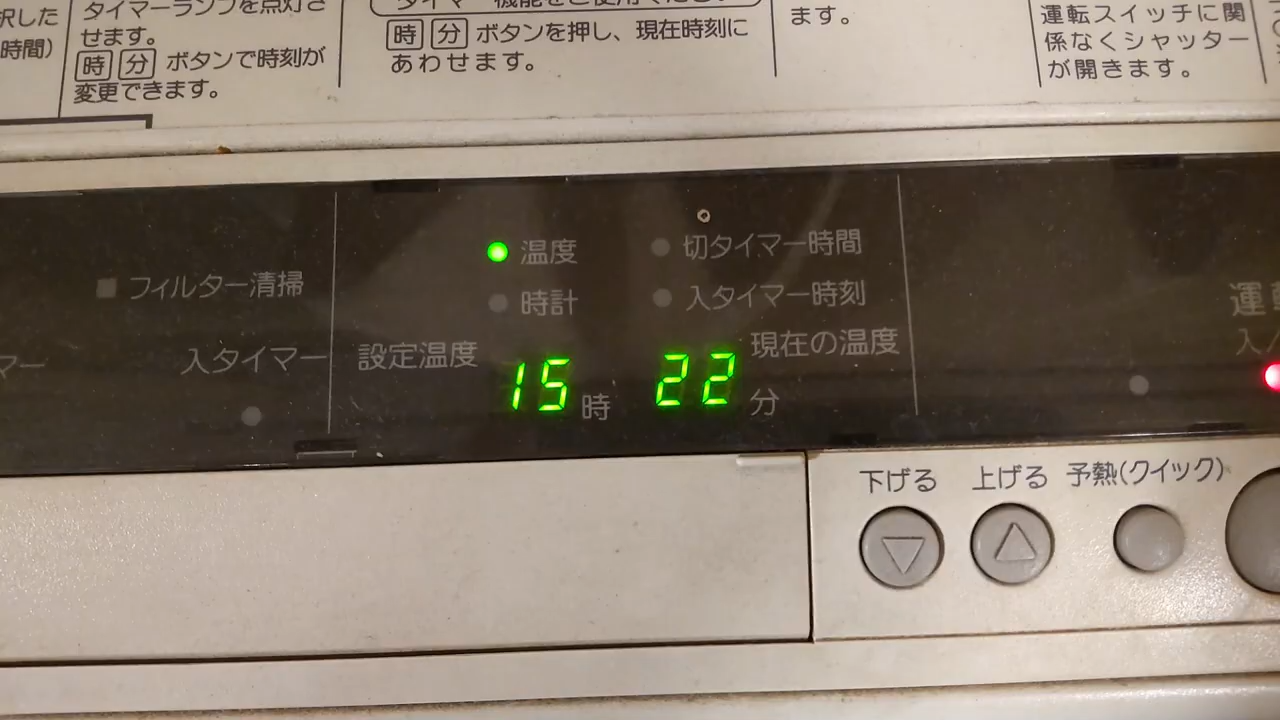 択した
時間)
タイマーランプを点灯さ
せます。
時 分 ボタンで時刻が
変更できます。
時 分 ボタンを押し、現在時刻に
あわせます。
ます。
運転スイッチに関
係なくシャッター
が開きます。
温度
切タイマー時間
フィルター清掃
時計
入タイマー時刻
マー
入タイマー
設定温度
15 時
22 分
現在の温度
運
入
下げる
上げる
予熱(クイック)